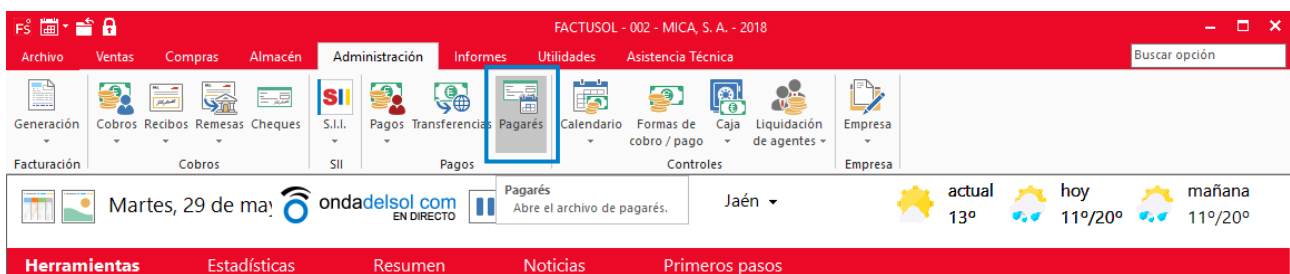 FS
FACTUSOL - 002 - MICA, S. A. - 2018
Archivo Ventas Compras Almacén Administración Informes Utilidades Asistencia Técnica Buscar opción
Generación Cobros Recibos Remesas Cheques S.I.I. Pagos Transferencias Pagarés Calendario Formas de cobro / pago Caja Liquidación de agentes Empresa
SII
Facturación Cobros SII Pagos Controles Empresa
Pagarés
Abre el archivo de pagarés.
Martes, 29 de may
ondadelsol com
EN DIRECTO
Jaén
actual hoy mañana
13º 11º/20º 11º/20º
Herramientas Estadísticas Resumen Noticias Primeros pasos